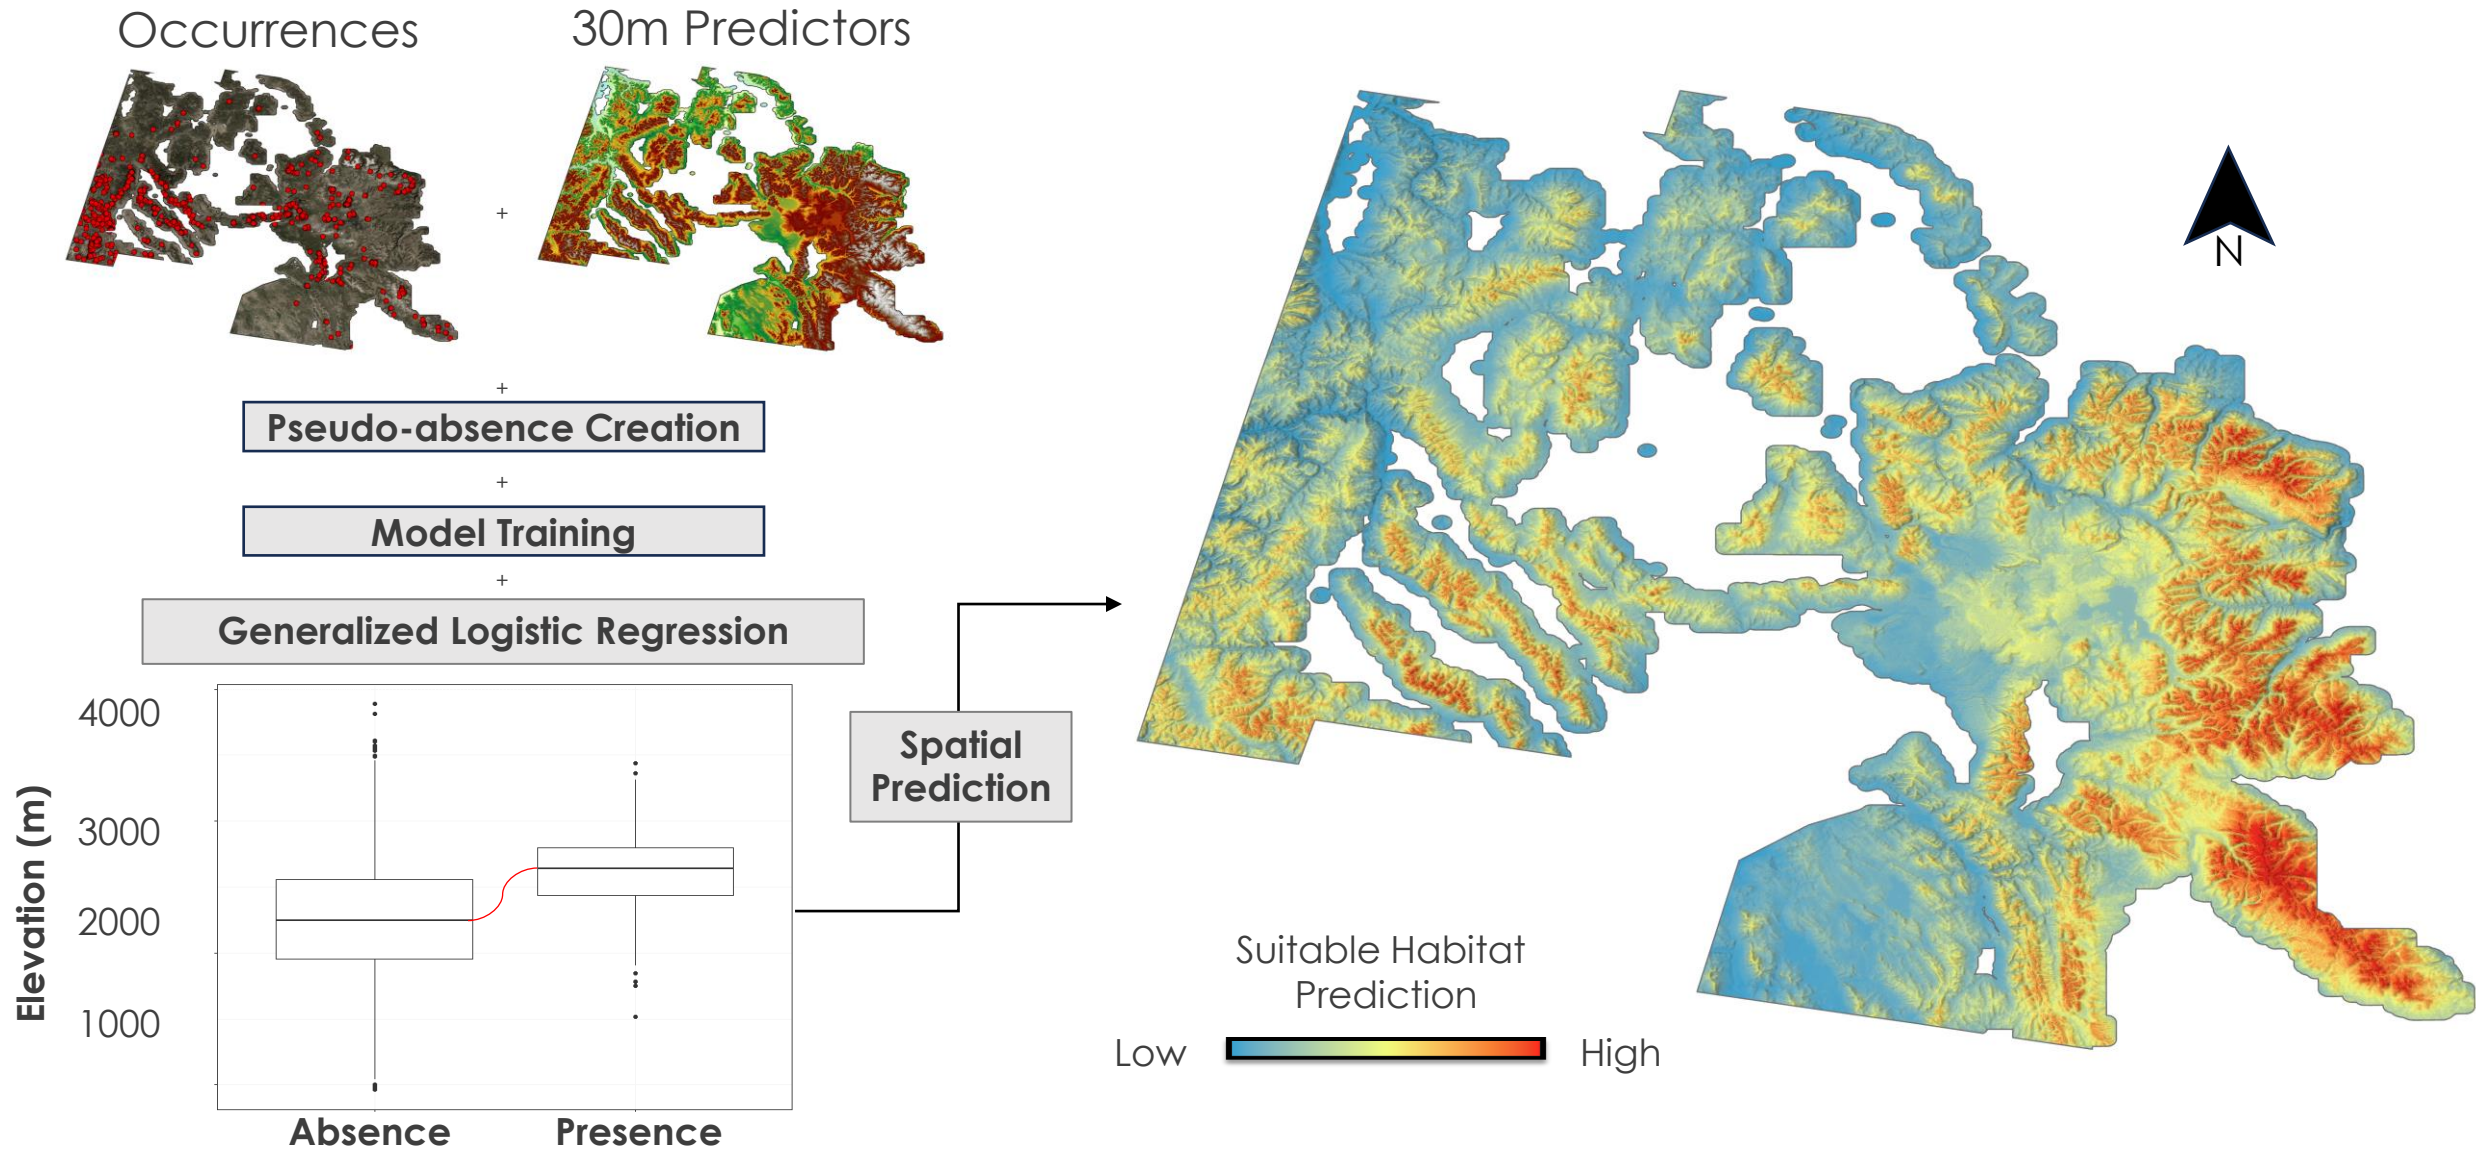 Occurrences
30m Predictors
+
+
Pseudo-absence Creation
+
Model Training
+
Generalized Logistic Regression
Elevation (m)
4000
3000
2000
1000
Absence
Presence
Spatial
Prediction
N
Suitable Habitat
Prediction
Low
High